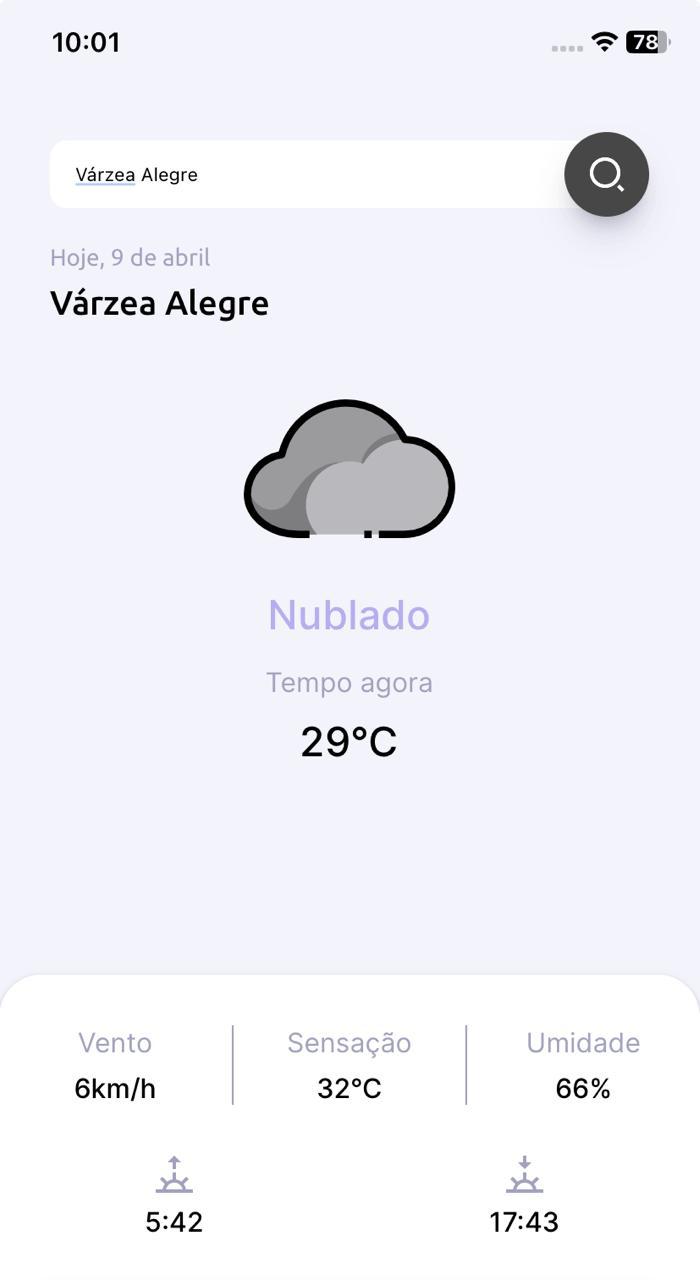 10:01
78
Várzea Alegre
Hoje, 9 de abril
Várzea Alegre
Nublado
Tempo agora
29°C
Vento Sensação Umidade
6km/h 32°C 66%
5:42 17:43